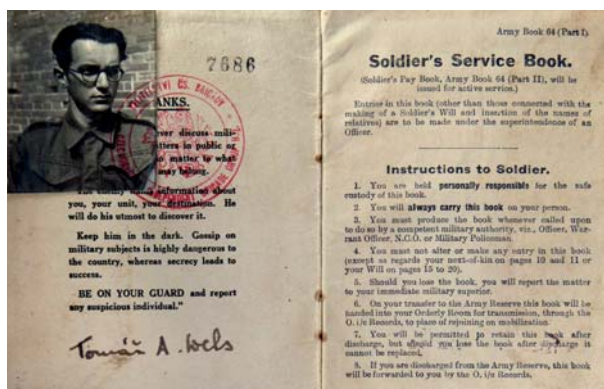 7686
ANKS.
ver discuss mili-
tters in public or
o matter to what
may belong.
information about
you, your unit, your destination. He
will do his utmost to discover it.
Keep him in the dark. Gossip on
military subjects is highly dangerous to
the country, whereas secrecy leads to
success.
BE ON YOUR GUARD and report
any suspicious individual."
Tomáš A. Wels
Army Book 64 (Part I).
Soldier's Service Book.
(Soldier's Pay Book, Army Book 64 (Part II), will be
issued for active service.)
Entries in this book (other than those connected with the
making of a Soldier's Will and insertion of the names of
relatives) are to be made under the superintendence of an
Officer.
Instructions to Soldier.
1. You are held personally responsible for the safe
custody of this book.
2. You will always carry this book on your person.
3. You must produce the book whenever called upon
to do so by a competent military authority, viz., Officer, War-
rant Officer, N.C.O. or Military Policeman.
4. You must not alter or make any entry in this book
(except as regards your next-of-kin on pages 10 and 11 or
your Will on pages 15 to 20).
5. Should you lose the book, you will report the matter
to your immediate military superior.
6. On your transfer to the Army Reserve this book will be
handed into your Orderly Room for transmission, through the
O. i/c Records, to place of rejoining on mobilization.
7. You will be permitted to retain this book after
discharge, but should you lose the book after discharge it
cannot be replaced.
8. If you are discharged from the Army Reserve, this book
will be forwarded to you by the O. i/c Records.